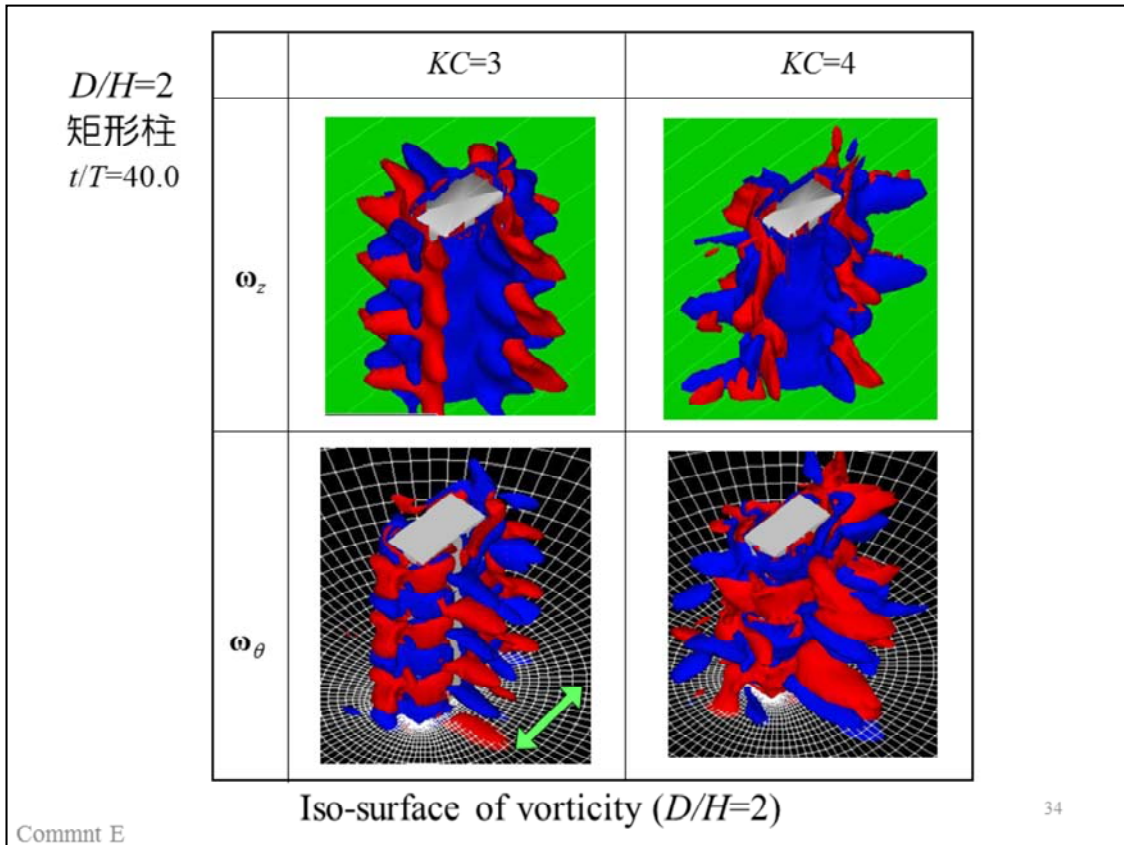 D/H=2
矩形柱
t/T=40.0
KC=3
KC=4
ωz
ωθ
Iso-surface of vorticity (D/H=2)
34
Commnt E